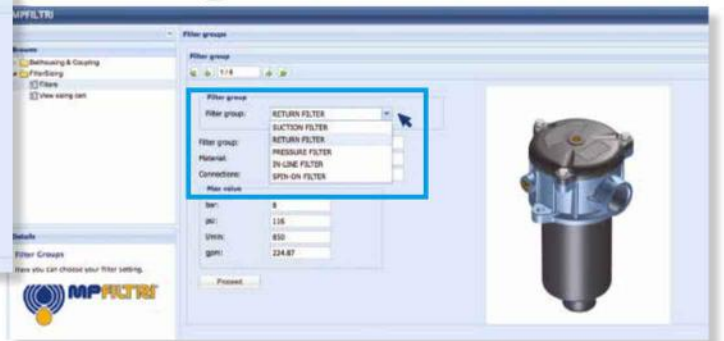 MPFILTRI
Filter groups
Browse
Bellhousing & Coupling
FilterSizing
Filters
View sizing cart
Filter group
1/6
Filter group
Filter group: RETURN FILTER
SUCTION FILTER
RETURN FILTER
PRESSURE FILTER
IN-LINE FILTER
SPIN-ON FILTER
Filter group:
Material:
Connections:
Max value
bar: 8
psi: 116
l/min: 850
gpm: 224.87
Proceed
Details
Filter Groups
Here you can choose your filter setting.
MPFILTRI